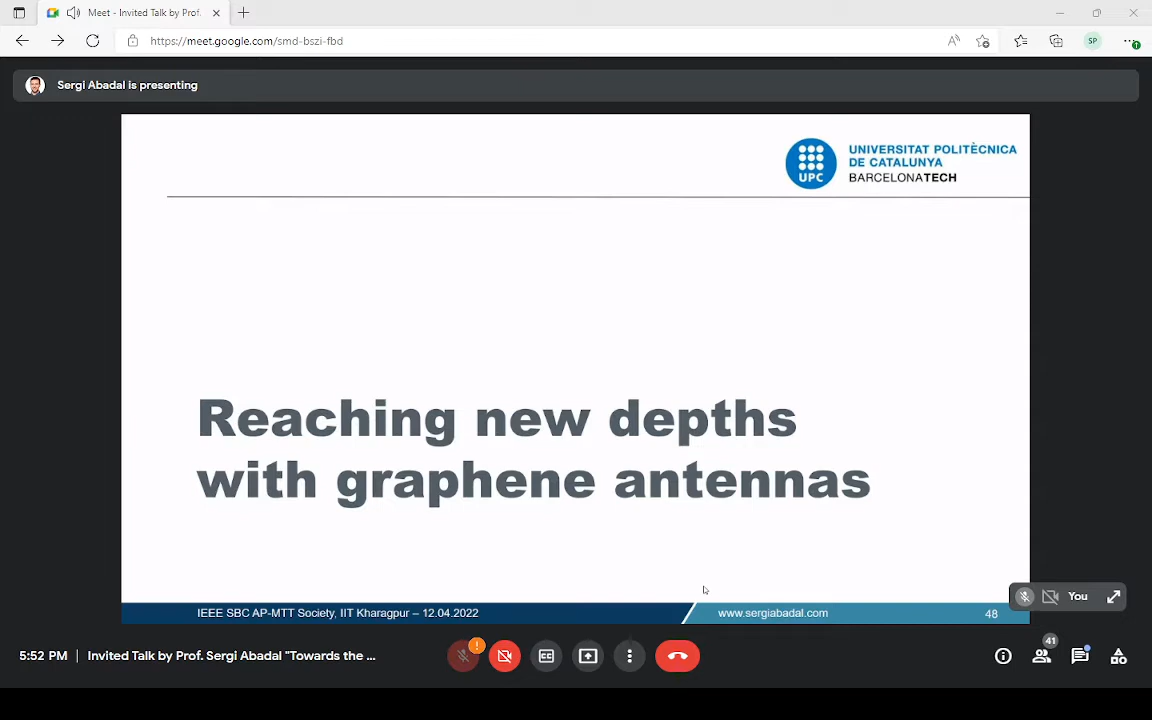 Meet - Invited Talk by Prof.
https://meet.google.com/smd-bszi-fbd
SP
Sergi Abadal is presenting
UPC
UNIVERSITAT POLITÈCNICA
DE CATALUNYA
BARCELONATECH
Reaching new depths
with graphene antennas
IEEE SBC AP-MTT Society, IIT Kharagpur – 12.04.2022
www.sergiabadal.com
48
You
5:52 PM | Invited Talk by Prof. Sergi Abadal "Towards the ...
CC
41